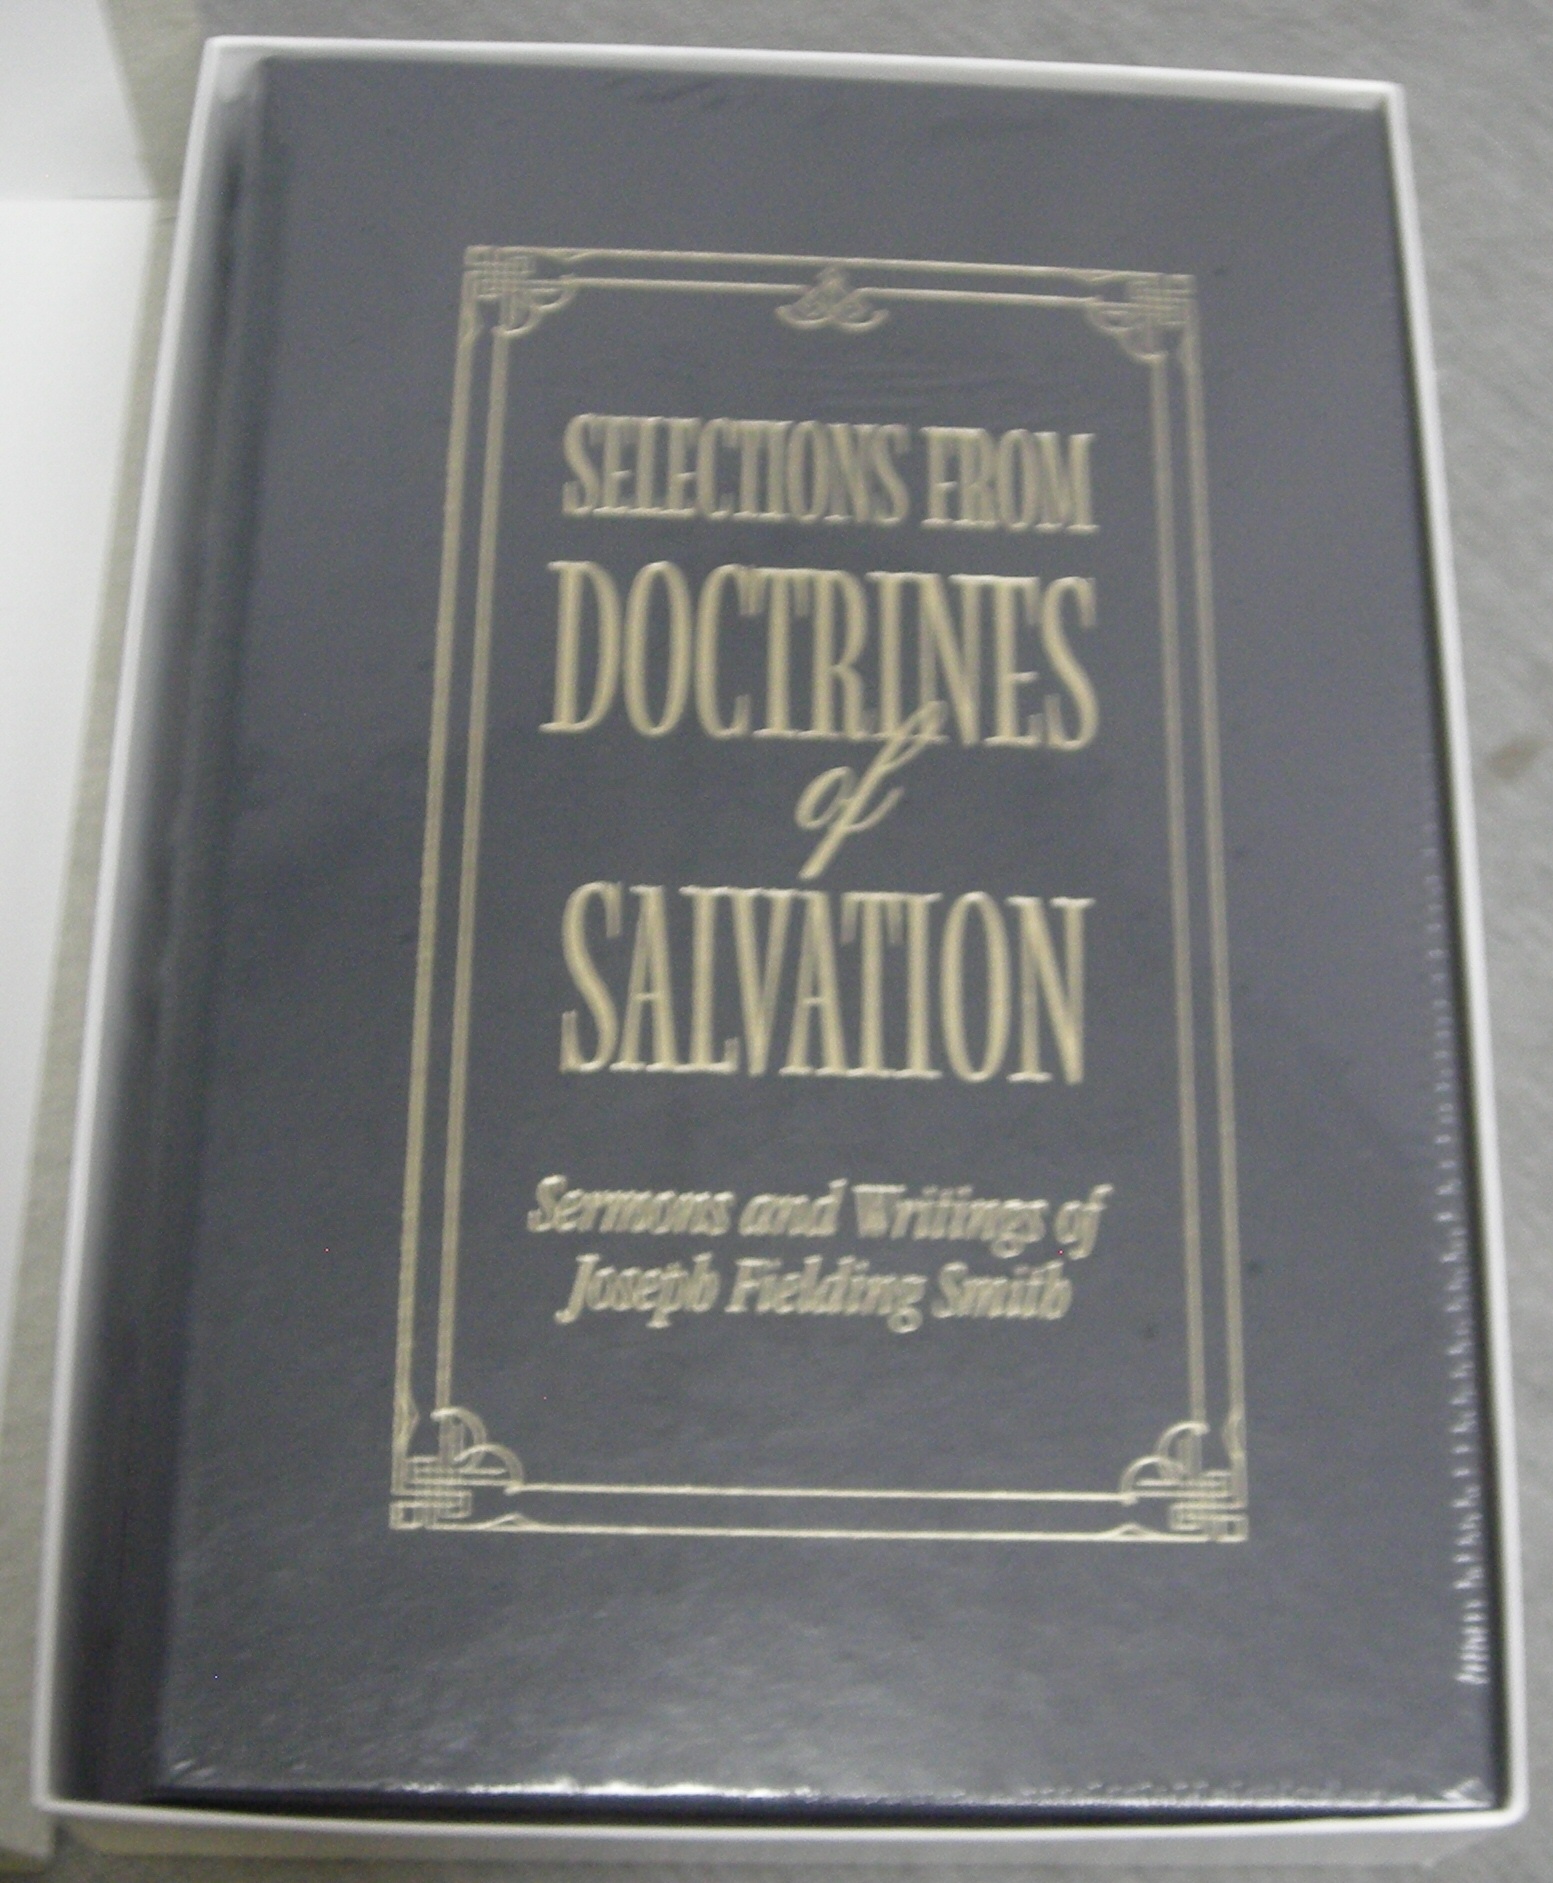 SELECTIONS FROM
DOCTRINES
of
SALVATION
Sermons and Writings of
Joseph Fielding Smith